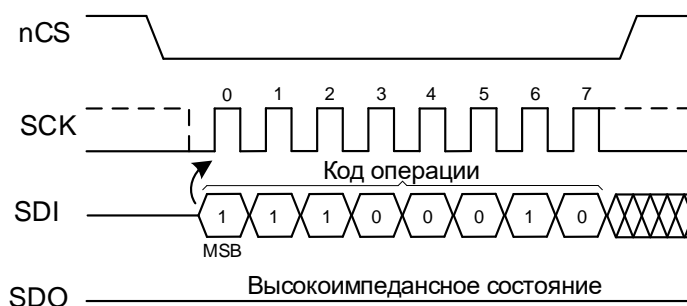 nCS
0 1 2 3 4 5 6 7
SCK
Код операции
SDI
1 1 1 0 0 0 1 0
MSB
Высокоимпедансное состояние
SDO